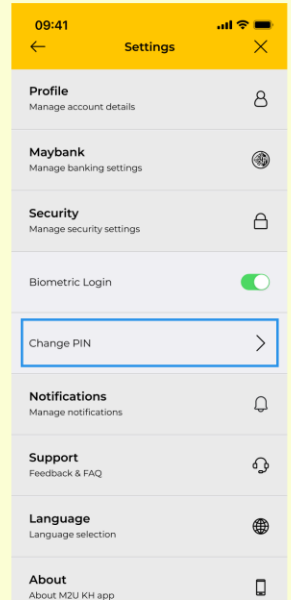 09:41
Settings
Profile
Manage account details
Maybank
Manage banking settings
Security
Manage security settings
Biometric Login
Change PIN
Notifications
Manage notifications
Support
Feedback & FAQ
Language
Language selection
About
About M2U KH app